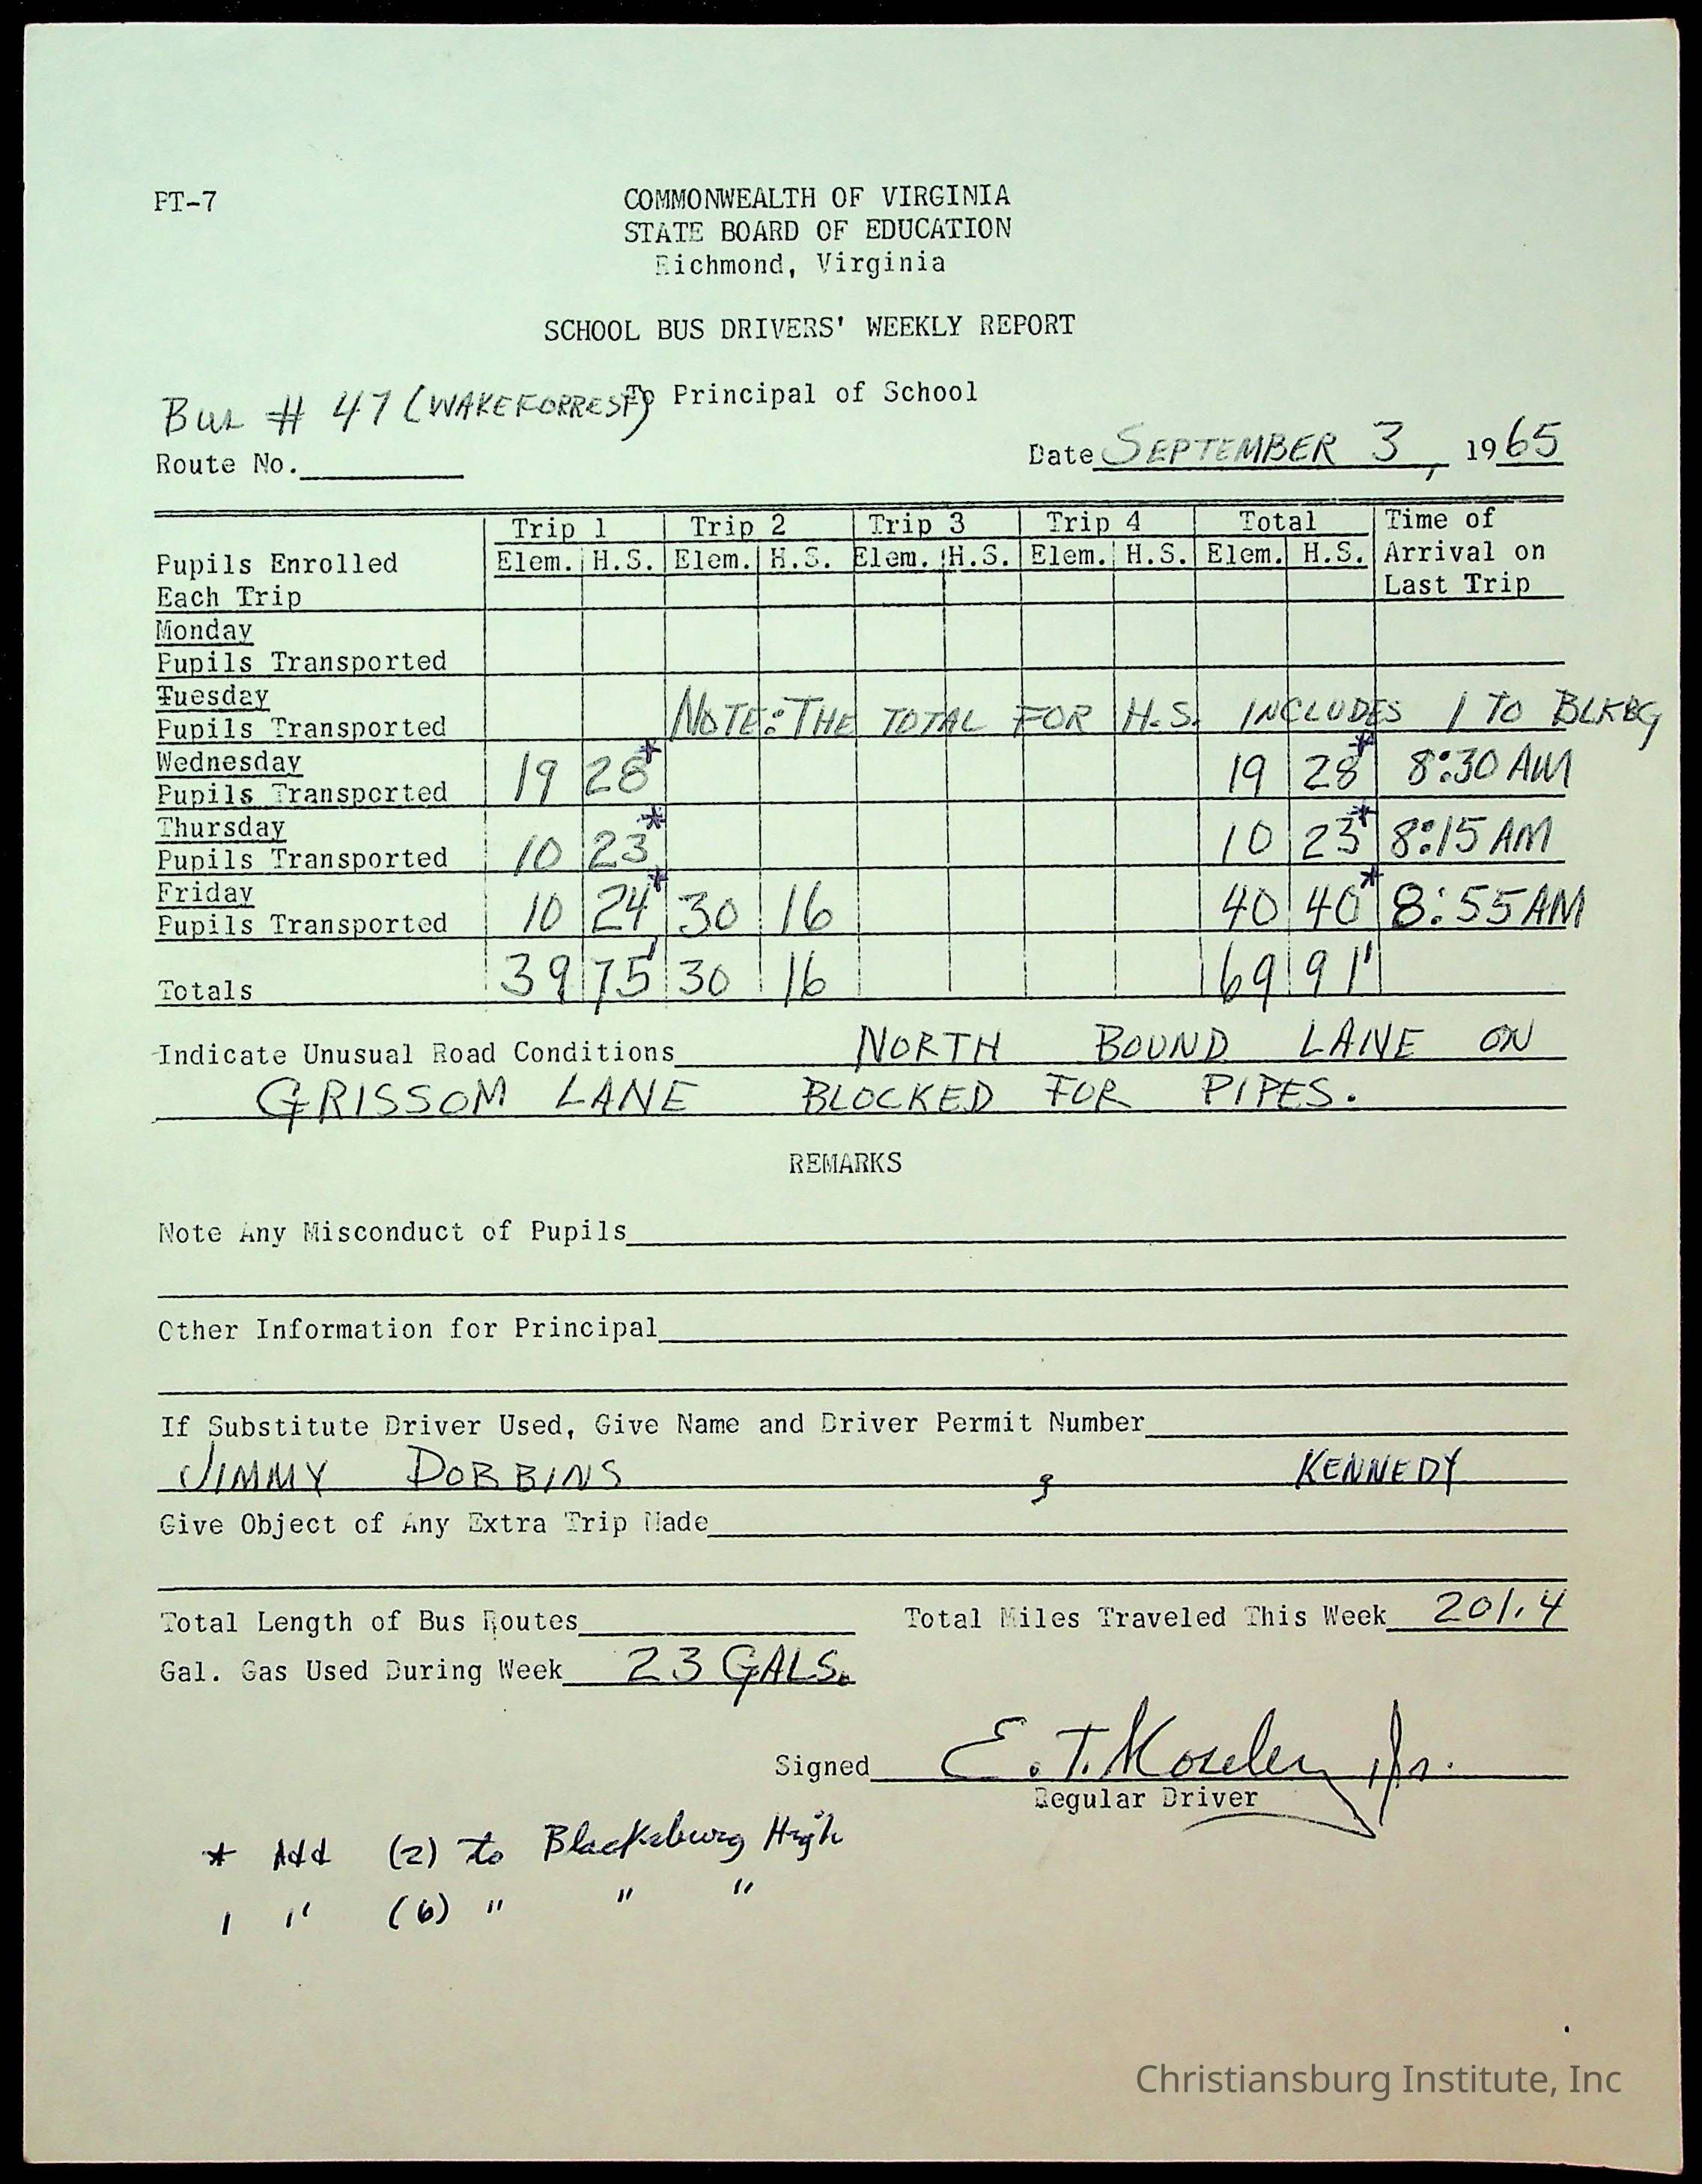 PT-7
COMMONWEALTH OF VIRGINIA
STATE BOARD OF EDUCATION
Richmond, Virginia
SCHOOL BUS DRIVERS' WEEKLY REPORT
To Principal of School
Bus # 47 (WAKEFORREST)
Route No.
Date SEPTEMBER 3, 1965
Trip 1 Trip 2 Trip 3 Trip 4 Total Time of
Pupils Enrolled Elem. H.S. Elem. H.S. Elem. H.S. Elem. H.S. Elem. H.S. Arrival on
Each Trip Last Trip
Monday
Pupils Transported
Tuesday
Pupils Transported NOTE: THE TOTAL FOR H.S. INCLUDES 1 TO BLKBG
Wednesday
Pupils Transported 19 28* 19 28* 8:30 AM
Thursday
Pupils Transported 10 23* 10 23* 8:15 AM
Friday
Pupils Transported 10 24* 30 16 40 40* 8:55 AM
Totals 39 75' 30 16 69 91'
Indicate Unusual Road Conditions NORTH BOUND LANE ON
GRISSOM LANE BLOCKED FOR PIPES.
REMARKS
Note Any Misconduct of Pupils
Other Information for Principal
If Substitute Driver Used, Give Name and Driver Permit Number
JIMMY DOBBINS , KENNEDY
Give Object of Any Extra Trip Made
Total Length of Bus Routes Total Miles Traveled This Week 201.4
Gal. Gas Used During Week 23 GALS.
Signed E. T. Moseley, Jr.
Regular Driver
* Add (2) to Blacksburg High
' " (6) " " "
Christiansburg Institute, Inc